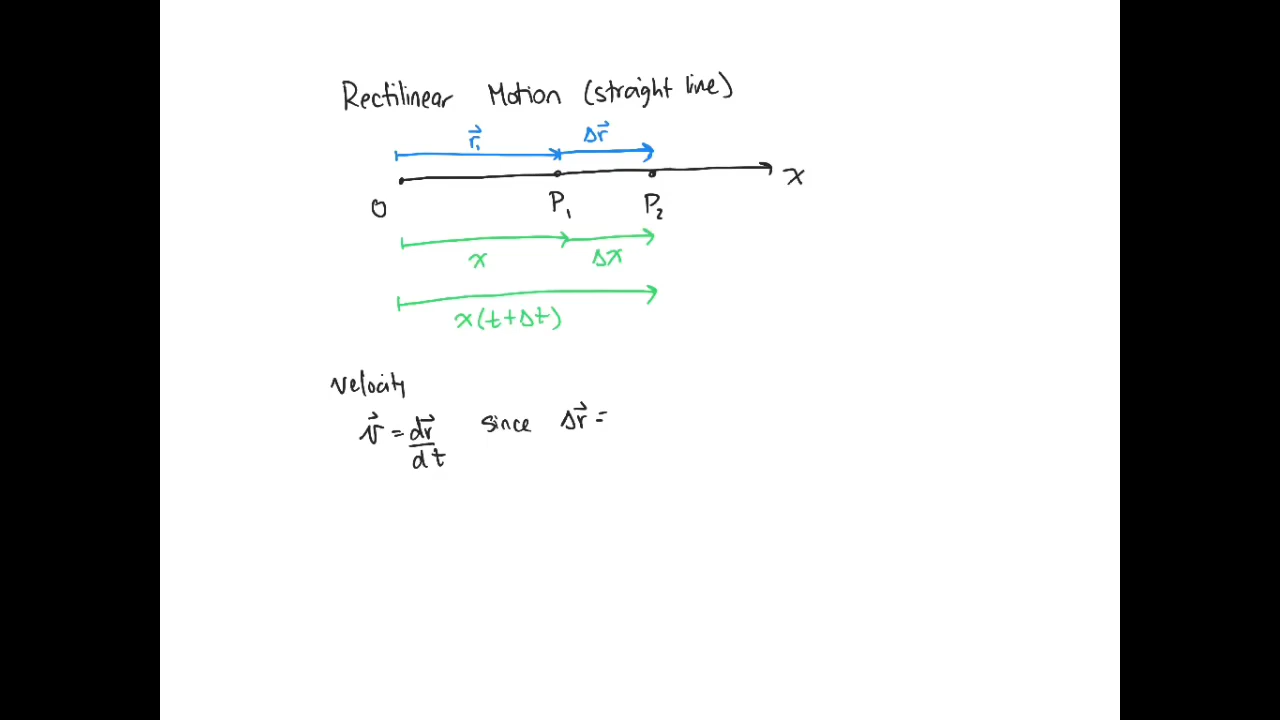 Rectilinear Motion (straight line)
r⃗₁ Δr⃗
x
O P₁ P₂
x Δx
x(t+Δt)
velocity
v⃗ = dr⃗/dt since Δr⃗ =